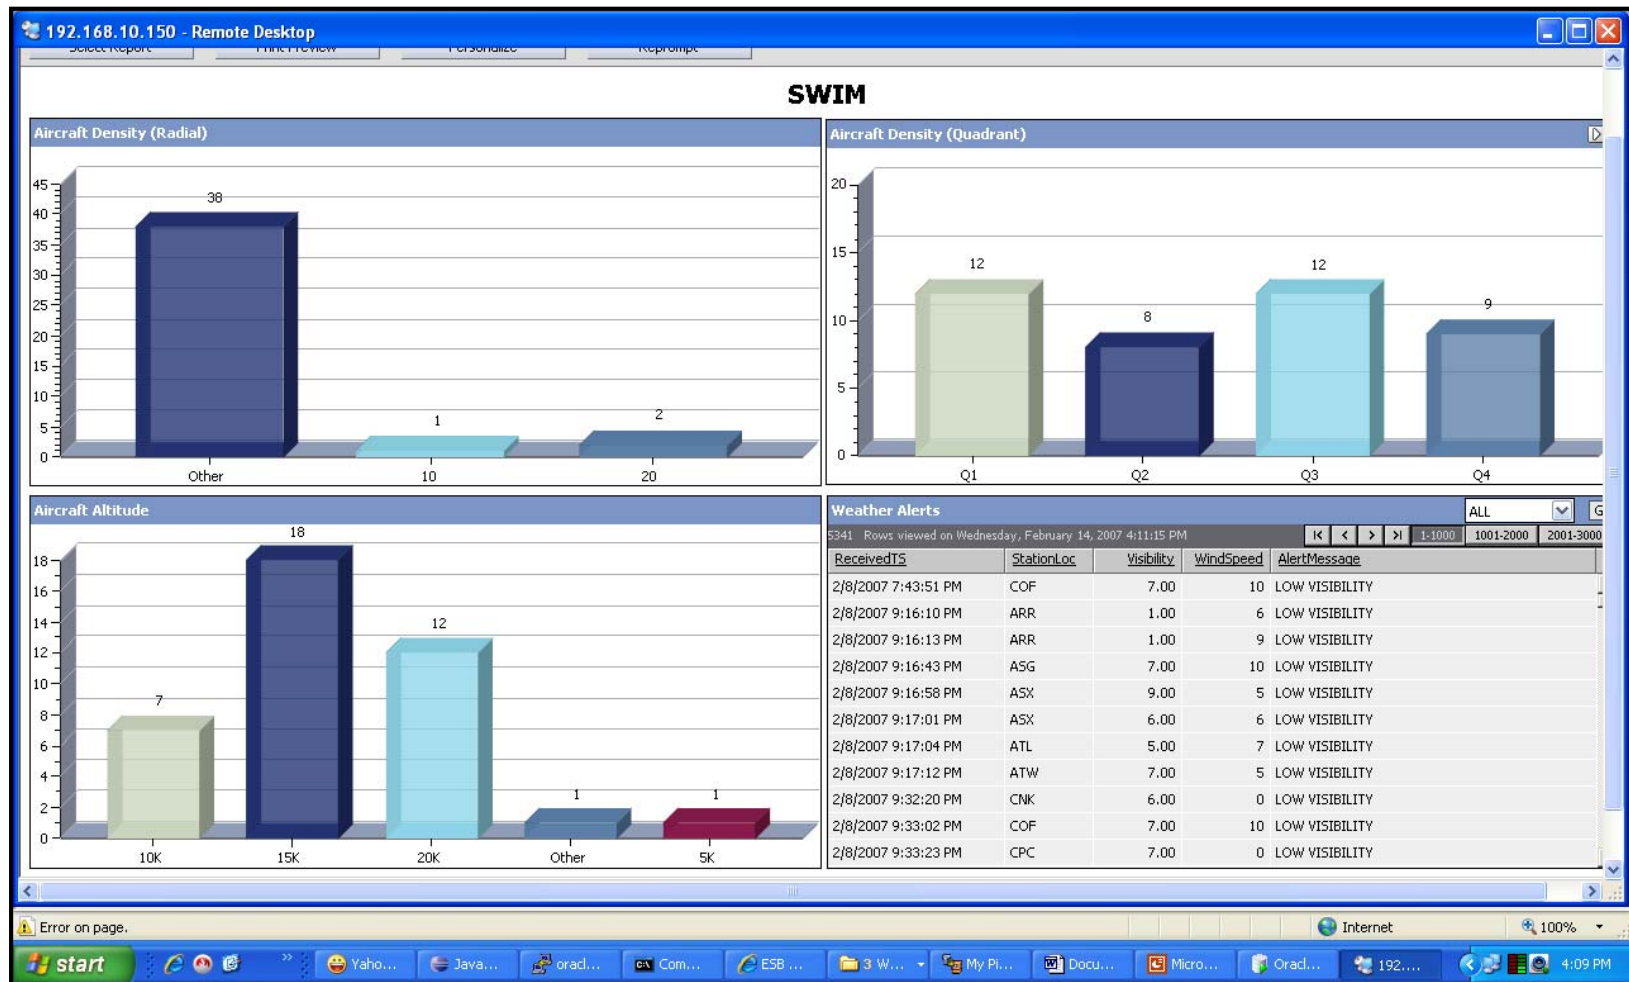 192.168.10.150 - Remote Desktop
Select Report Print Preview Personalize Reprompt
SWIM
Aircraft Density (Radial)
45
40
35
30
25
20
15
10
5
0
38
1
2
Other 10 20
Aircraft Density (Quadrant)
20
15
10
5
0
12
8
12
9
Q1 Q2 Q3 Q4
Aircraft Altitude
18
16
14
12
10
8
6
4
2
0
7
18
12
1
1
10K 15K 20K Other 5K
Weather Alerts ALL G
5341 Rows viewed on Wednesday, February 14, 2007 4:11:15 PM 1-1000 1001-2000 2001-3000
ReceivedTS StationLoc Visibility WindSpeed AlertMessage
2/8/2007 7:43:51 PM COF 7.00 10 LOW VISIBILITY
2/8/2007 9:16:10 PM ARR 1.00 6 LOW VISIBILITY
2/8/2007 9:16:13 PM ARR 1.00 9 LOW VISIBILITY
2/8/2007 9:16:43 PM ASG 7.00 10 LOW VISIBILITY
2/8/2007 9:16:58 PM ASX 9.00 5 LOW VISIBILITY
2/8/2007 9:17:01 PM ASX 6.00 6 LOW VISIBILITY
2/8/2007 9:17:04 PM ATL 5.00 7 LOW VISIBILITY
2/8/2007 9:17:12 PM ATW 7.00 5 LOW VISIBILITY
2/8/2007 9:32:20 PM CNK 6.00 0 LOW VISIBILITY
2/8/2007 9:33:02 PM COF 7.00 10 LOW VISIBILITY
2/8/2007 9:33:23 PM CPC 7.00 0 LOW VISIBILITY
Error on page. Internet 100%
start Yaho... Java... oracl... Com... ESB ... 3 W... My Pi... Docu... Micro... Oracl... 192.... 4:09 PM